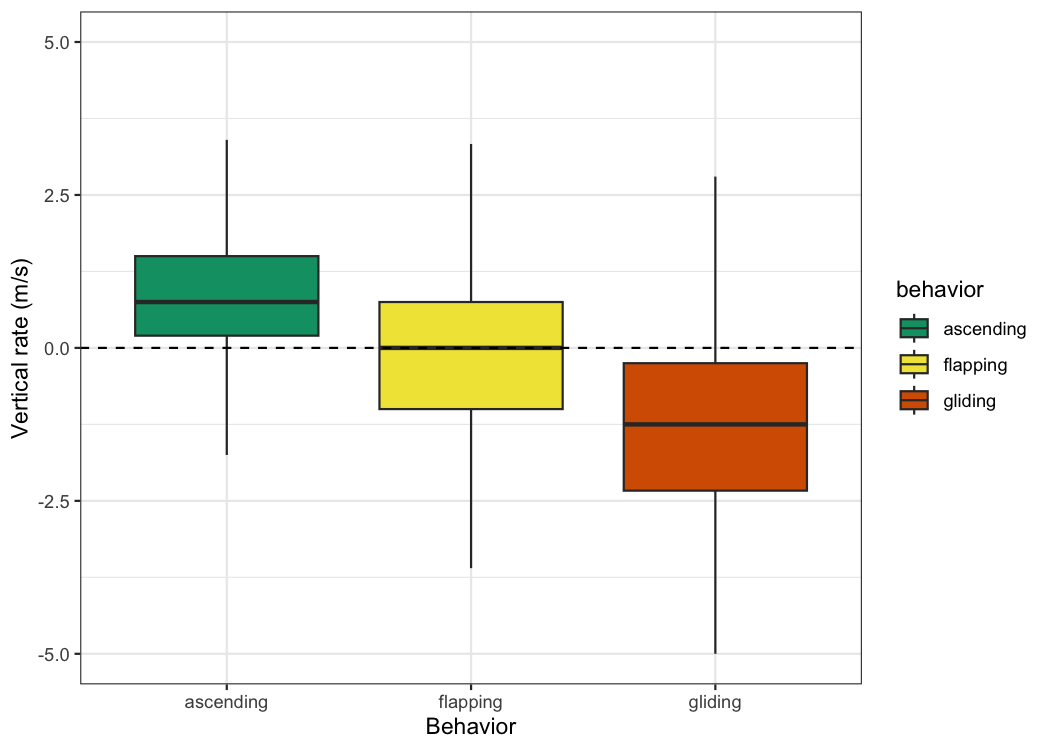 5.0
2.5
0.0
-2.5
-5.0
Vertical rate (m/s)
ascending
flapping
gliding
Behavior
behavior
ascending
flapping
gliding